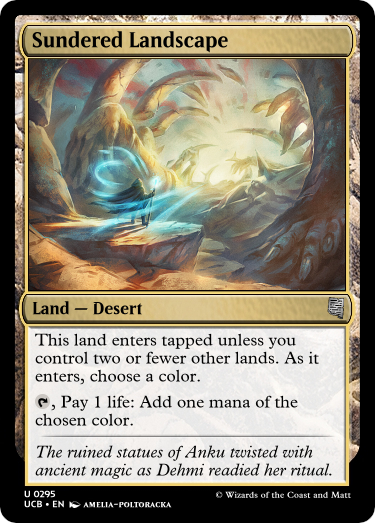 Sundered Landscape
Land — Desert
This land enters tapped unless you
control two or fewer other lands. As it
enters, choose a color.
, Pay 1 life: Add one mana of the
chosen color.
The ruined statues of Anku twisted with
ancient magic as Dehmi readied her ritual.
U 0295
UCB • EN AMELIA-POLTORACKA
© Wizards of the Coast and Matt